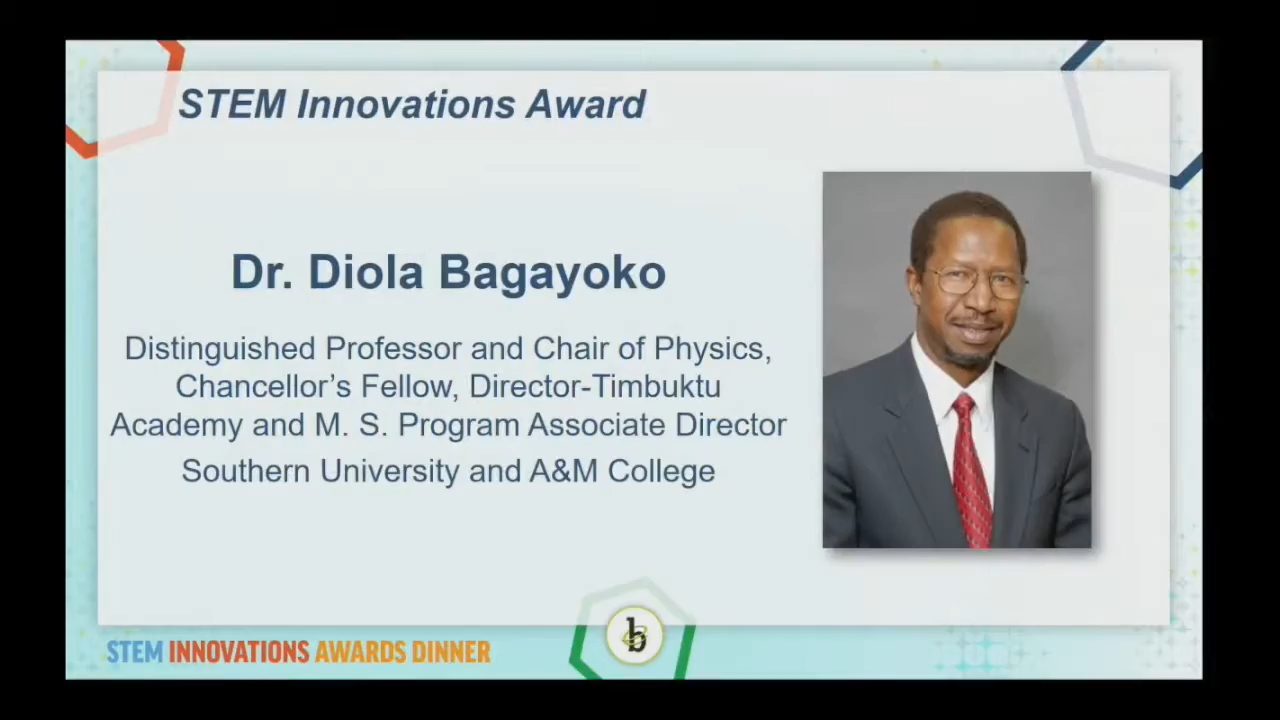 STEM Innovations Award
Dr. Diola Bagayoko
Distinguished Professor and Chair of Physics,
Chancellor’s Fellow, Director-Timbuktu
Academy and M. S. Program Associate Director
Southern University and A&M College
STEM INNOVATIONS AWARDS DINNER
b